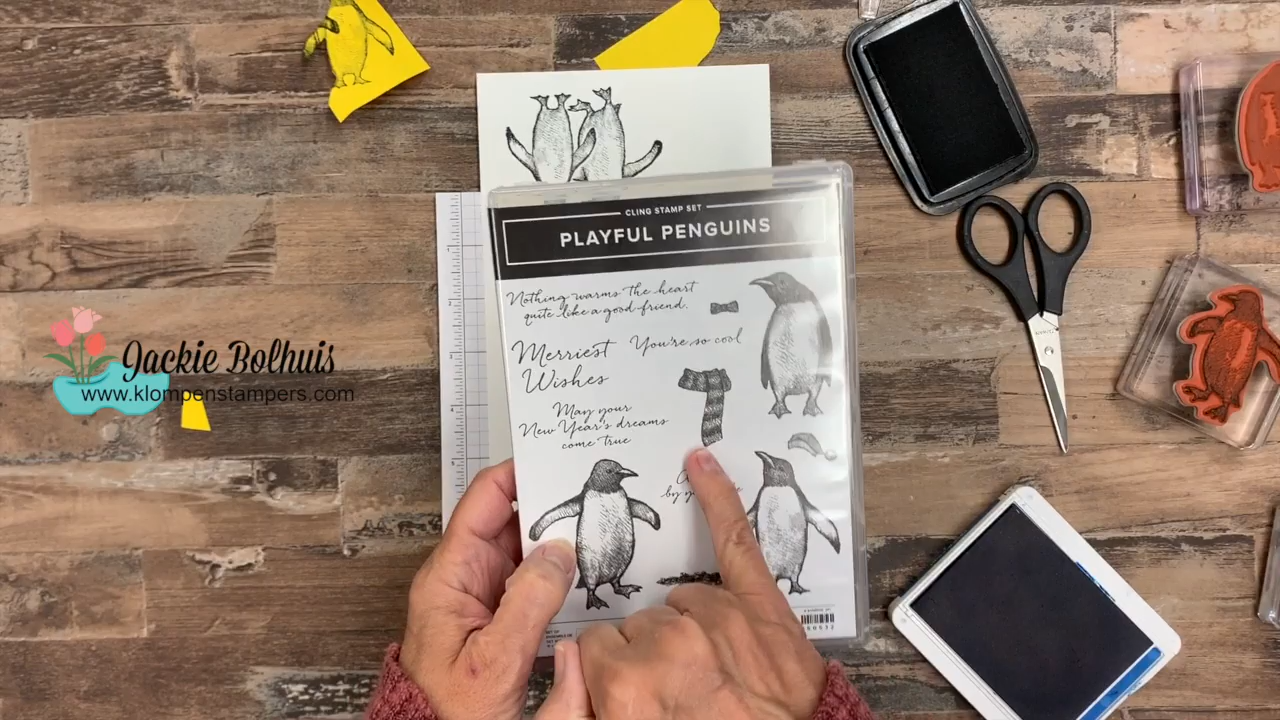 CLING STAMP SET
PLAYFUL PENGUINS
Nothing warms the heart
quite like a good friend.
Merriest
Wishes
You're so cool
May your
New Year's dreams
come true
by
Jackie Bolhuis
www.klompenstampers.com